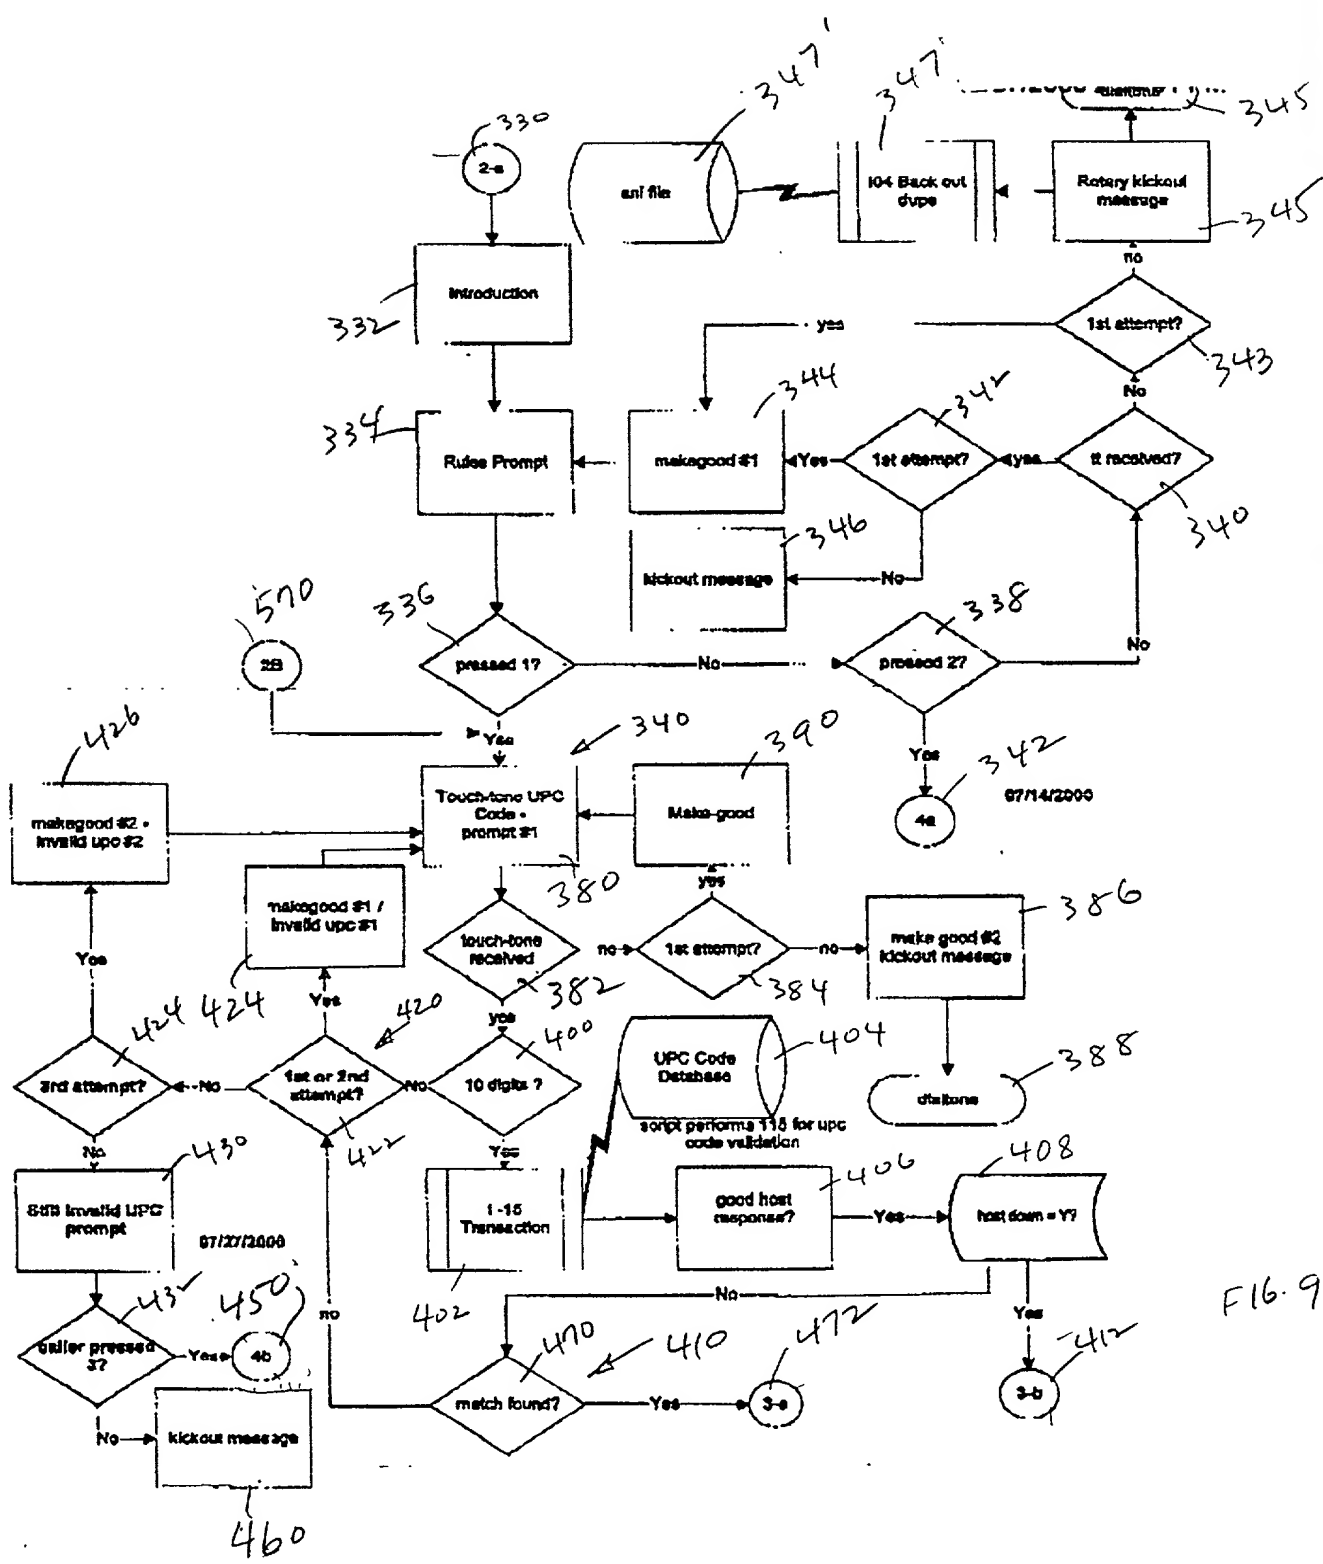 347'
347'
330
345
2-a
ani file
I04 Back out
dupe
Rotary kickout
message
345
no
Introduction
332
yes
1st attempt?
343
344
342
No
334
Rules Prompt
makegood #1
Yes
1st attempt?
yes
tt received?
340
346
kickout message
No
570
336
338
2B
pressed 1?
No
pressed 2?
No
426
Yes
340
390
Yes
342
07/14/2000
4a
makegood #2 -
invalid upc #2
Touch-tone UPC
Code -
prompt #1
Make-good
380
yes
386
makegood #1 /
invalid upc #1
touch-tone
received
no
1st attempt?
no
make good #2
kickout message
Yes
382
384
424
424
Yes
420
yes
400
404
388
UPC Code
Database
3rd attempt?
No
1st or 2nd
attempt?
No
10 digits ?
dialtone
script performs 115 for upc
code validation
422
No
430
Yes
406
408
Still Invalid UPC
prompt
I -15
Transaction
good host
response?
Yes
host down = Y?
07/27/2000
432
450'
402
No
FIG. 9
no
Yes
470
410
472
412
caller pressed
3?
Yes
4b
3-b
match found?
Yes
3-a
No
kickout message
460